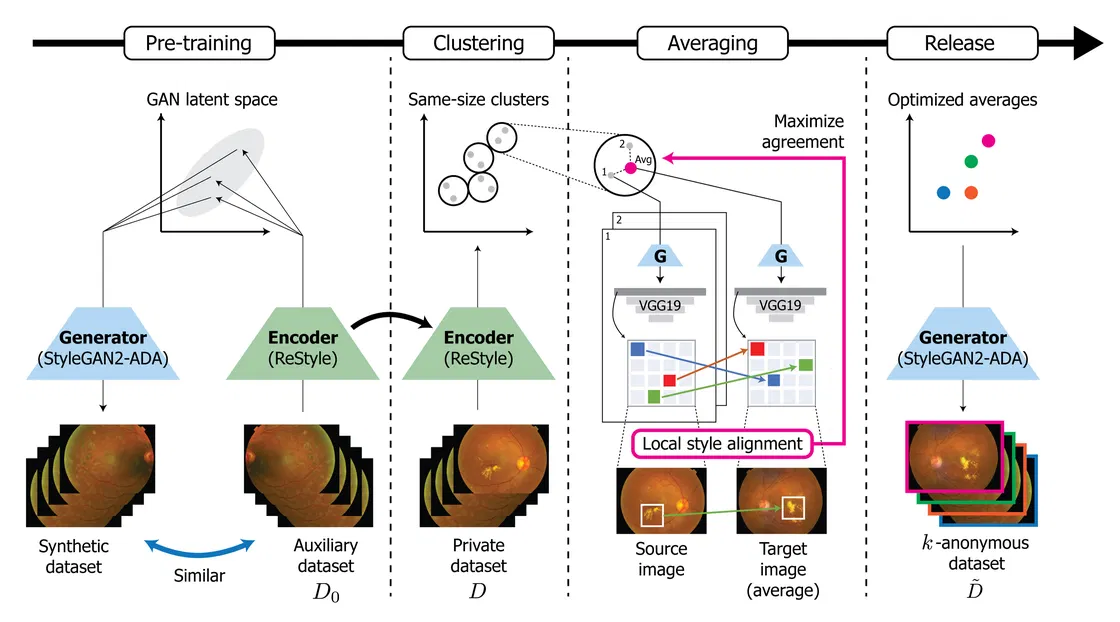 Pre-training
Clustering
Averaging
Release
GAN latent space
Generator
(StyleGAN2-ADA)
Encoder
(ReStyle)
Synthetic
dataset
Similar
Auxiliary
dataset
D₀
Same-size clusters
Encoder
(ReStyle)
Private
dataset
D
Maximize
agreement
2
Avg
1
2
1
G
G
VGG19
VGG19
Local style alignment
Source
image
Target
image
(average)
Optimized averages
Generator
(StyleGAN2-ADA)
k-anonymous
dataset
D̃